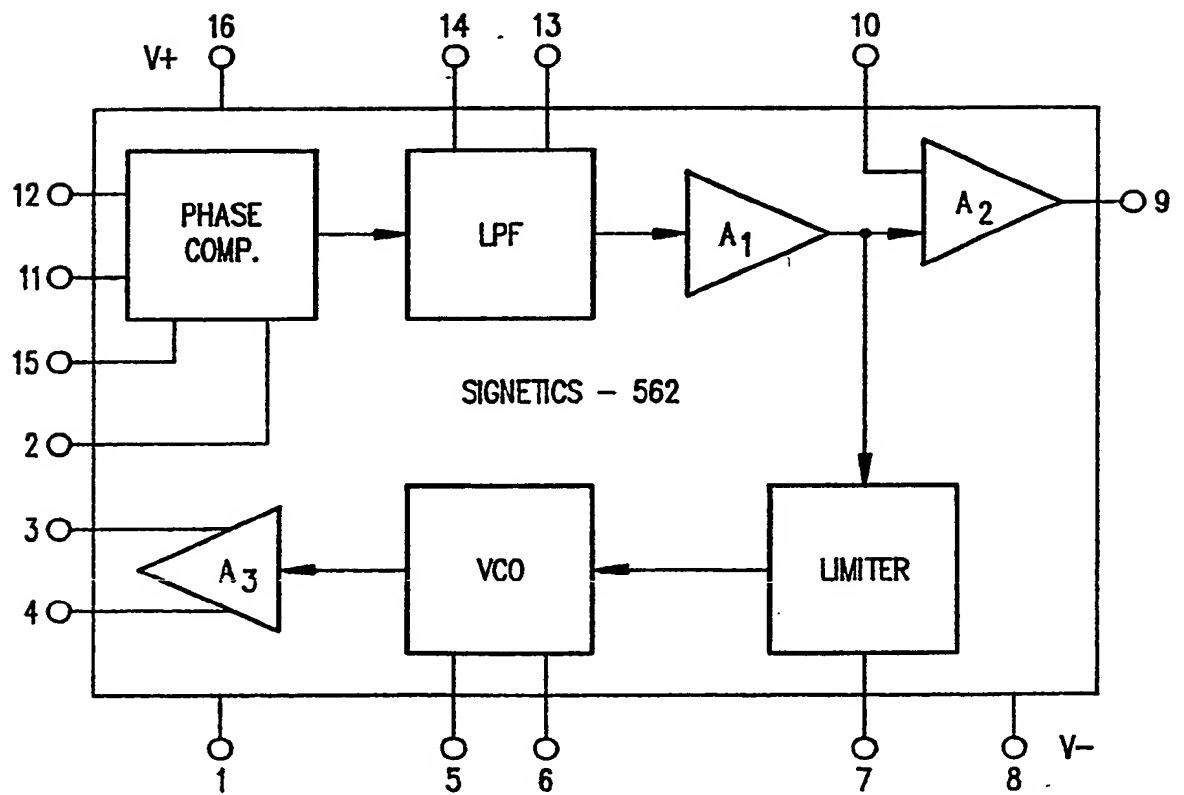 16
14
13
10
V+
12
PHASE
COMP.
LPF
A1
A2
9
11
15
SIGNETICS - 562
2
3
A3
VCO
LIMITER
4
1
5
6
7
8
V-